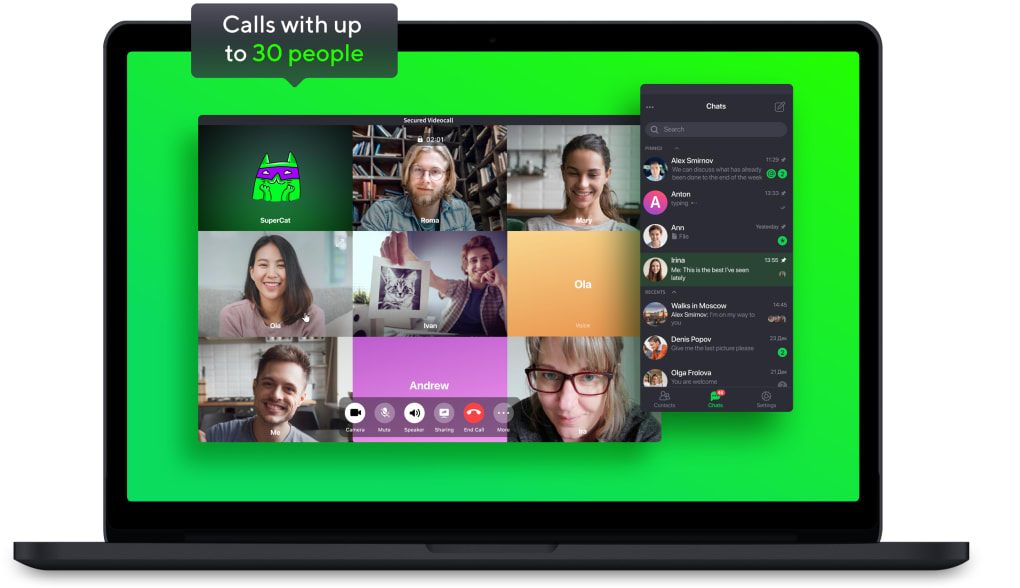 Calls with up
to 30 people
Secured Videocall
02:01
SuperCat
Roma
Mary
Ola
Ivan
Ola
Voice
Me
Andrew
Ira
Camera
Mute
Speaker
Sharing
End Call
More
Chats
Search
PINNED
Alex Smirnov 11:29
We can discuss what has already
been done to the end of the week
@ 2
A
Anton 13:33
typing
Ann Yesterday
File
Irina 13:55
Me: This is the best I've seen
lately
RECENTS
Walks in Moscow 14:45
Alex Smirnov: I'm on my way to
you
Denis Popov 23.Дек
Give me the last picture please
2
Olga Frolova 21.Дек
You are welcome
Contacts
Chats
Settings